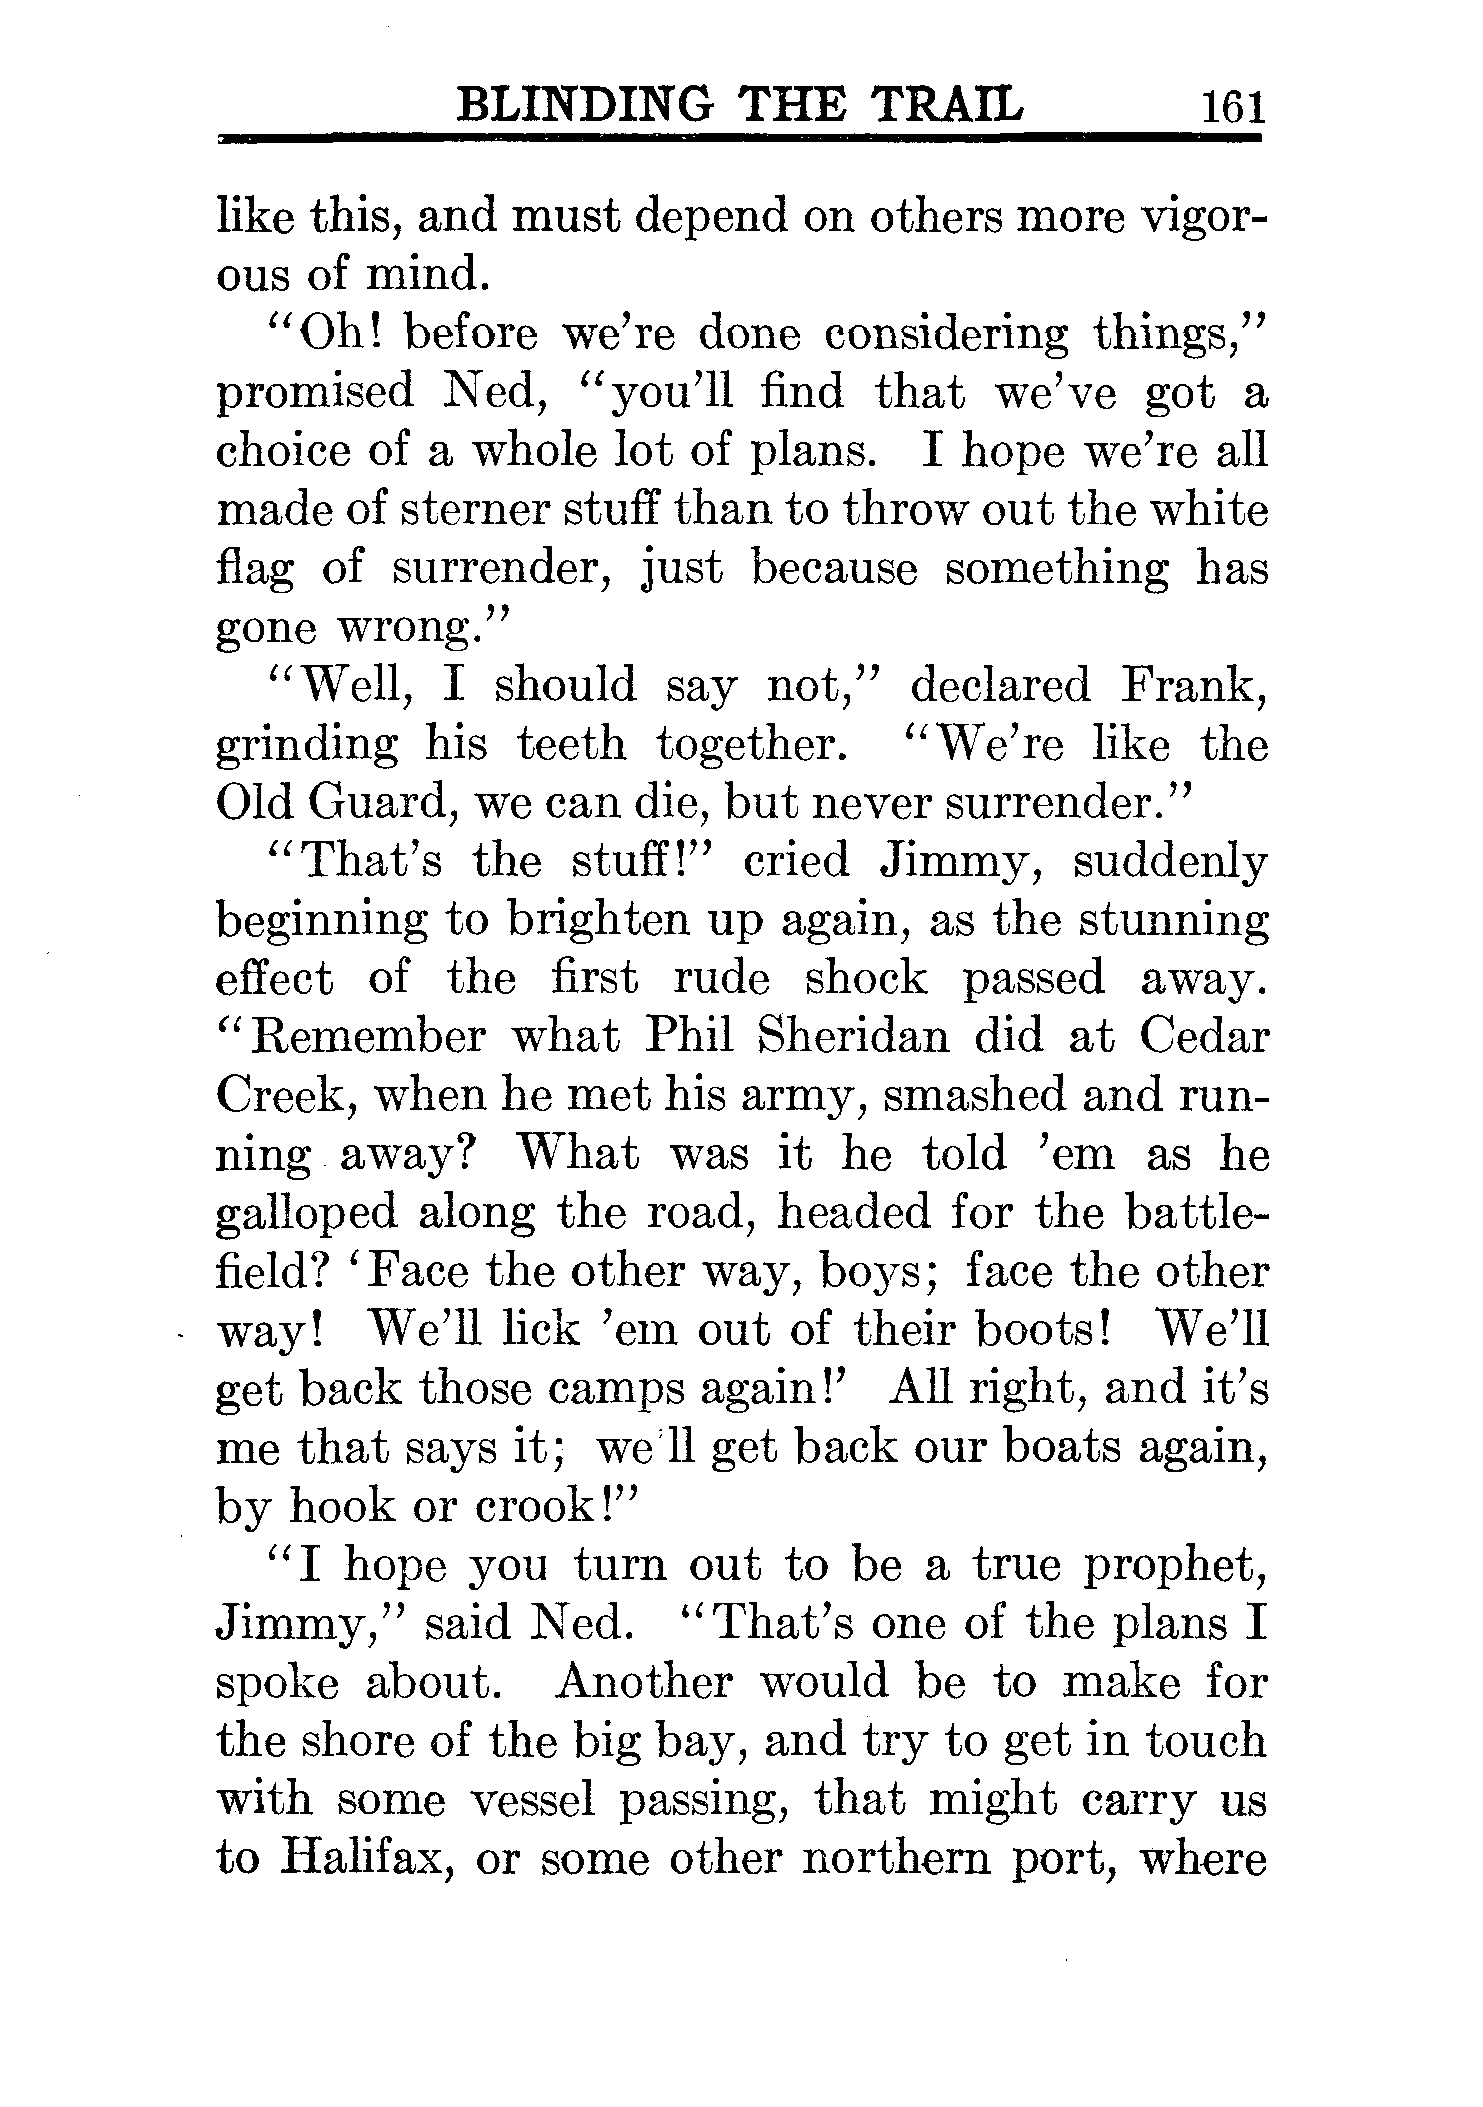 BLINDING THE TRAIL 161
like this, and must depend on others more vigor-
ous of mind.
"Oh! before we're done considering things,"
promised Ned, "you'll find that we've got a
choice of a whole lot of plans. I hope we're all
made of sterner stuff than to throw out the white
flag of surrender, just because something has
gone wrong."
"Well, I should say not," declared Frank,
grinding his teeth together. "We're like the
Old Guard, we can die, but never surrender."
"That's the stuff!" cried Jimmy, suddenly
beginning to brighten up again, as the stunning
effect of the first rude shock passed away.
"Remember what Phil Sheridan did at Cedar
Creek, when he met his army, smashed and run-
ning away? What was it he told 'em as he
galloped along the road, headed for the battle-
field? 'Face the other way, boys; face the other
way! We'll lick 'em out of their boots! We'll
get back those camps again!' All right, and it's
me that says it; we'll get back our boats again,
by hook or crook!"
"I hope you turn out to be a true prophet,
Jimmy," said Ned. "That's one of the plans I
spoke about. Another would be to make for
the shore of the big bay, and try to get in touch
with some vessel passing, that might carry us
to Halifax, or some other northern port, where